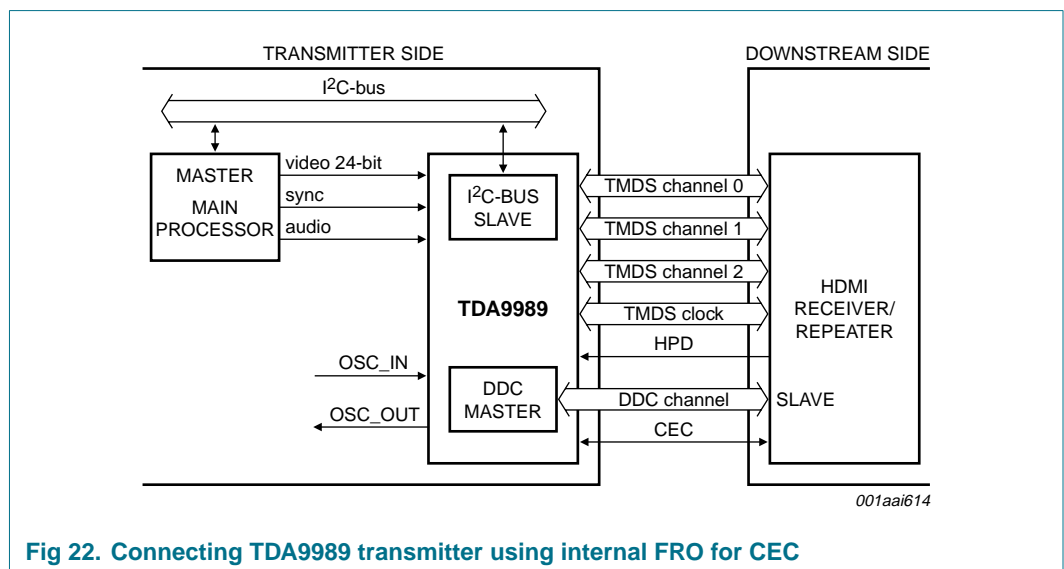 TRANSMITTER SIDE
DOWNSTREAM SIDE
I²C-bus
MASTER
MAIN
PROCESSOR
video 24-bit
sync
audio
I²C-BUS
SLAVE
TDA9989
OSC_IN
OSC_OUT
DDC
MASTER
TMDS channel 0
TMDS channel 1
TMDS channel 2
TMDS clock
HPD
DDC channel
CEC
HDMI
RECEIVER/
REPEATER
SLAVE
001aai614
Fig 22. Connecting TDA9989 transmitter using internal FRO for CEC